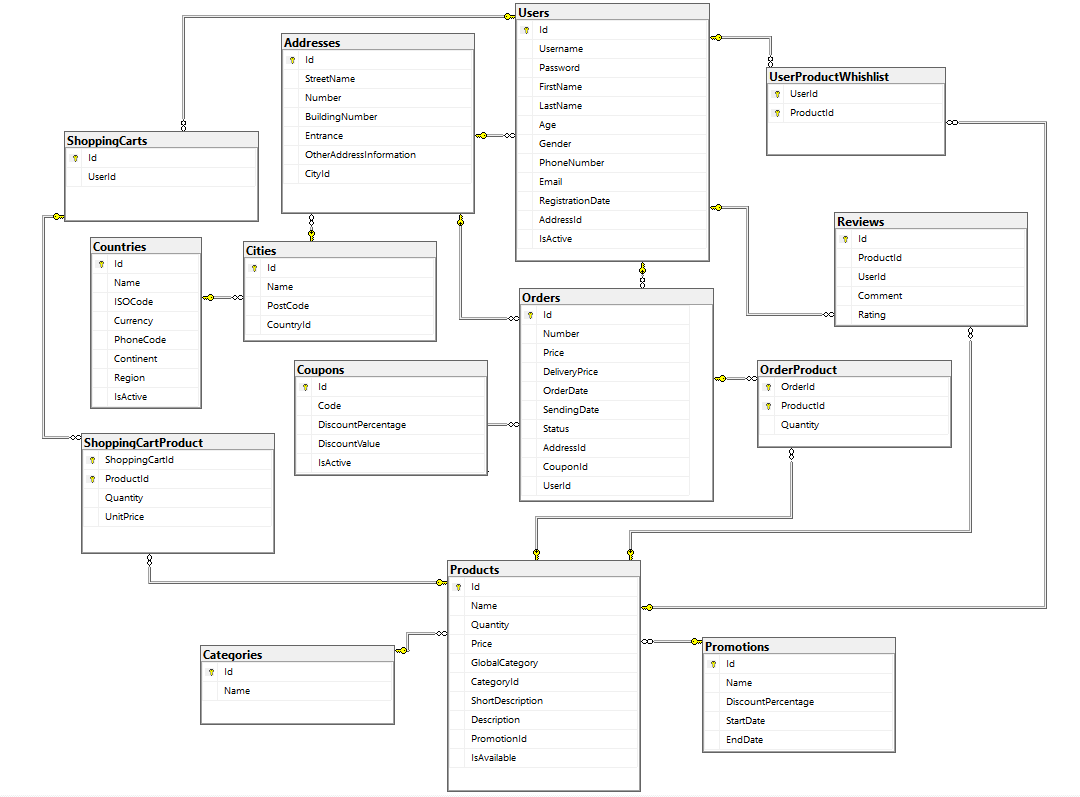 Users
Id
Username
Password
FirstName
LastName
Age
Gender
PhoneNumber
Email
RegistrationDate
AddressId
IsActive
Addresses
Id
StreetName
Number
BuildingNumber
Entrance
OtherAddressInformation
CityId
UserProductWhishlist
UserId
ProductId
ShoppingCarts
Id
UserId
Reviews
Id
ProductId
UserId
Comment
Rating
Countries
Id
Name
ISOCode
Currency
PhoneCode
Continent
Region
IsActive
Cities
Id
Name
PostCode
CountryId
Orders
Id
Number
Price
DeliveryPrice
OrderDate
SendingDate
Status
AddressId
CouponId
UserId
Coupons
Id
Code
DiscountPercentage
DiscountValue
IsActive
OrderProduct
OrderId
ProductId
Quantity
ShoppingCartProduct
ShoppingCartId
ProductId
Quantity
UnitPrice
Products
Id
Name
Quantity
Price
GlobalCategory
CategoryId
ShortDescription
Description
PromotionId
IsAvailable
Categories
Id
Name
Promotions
Id
Name
DiscountPercentage
StartDate
EndDate